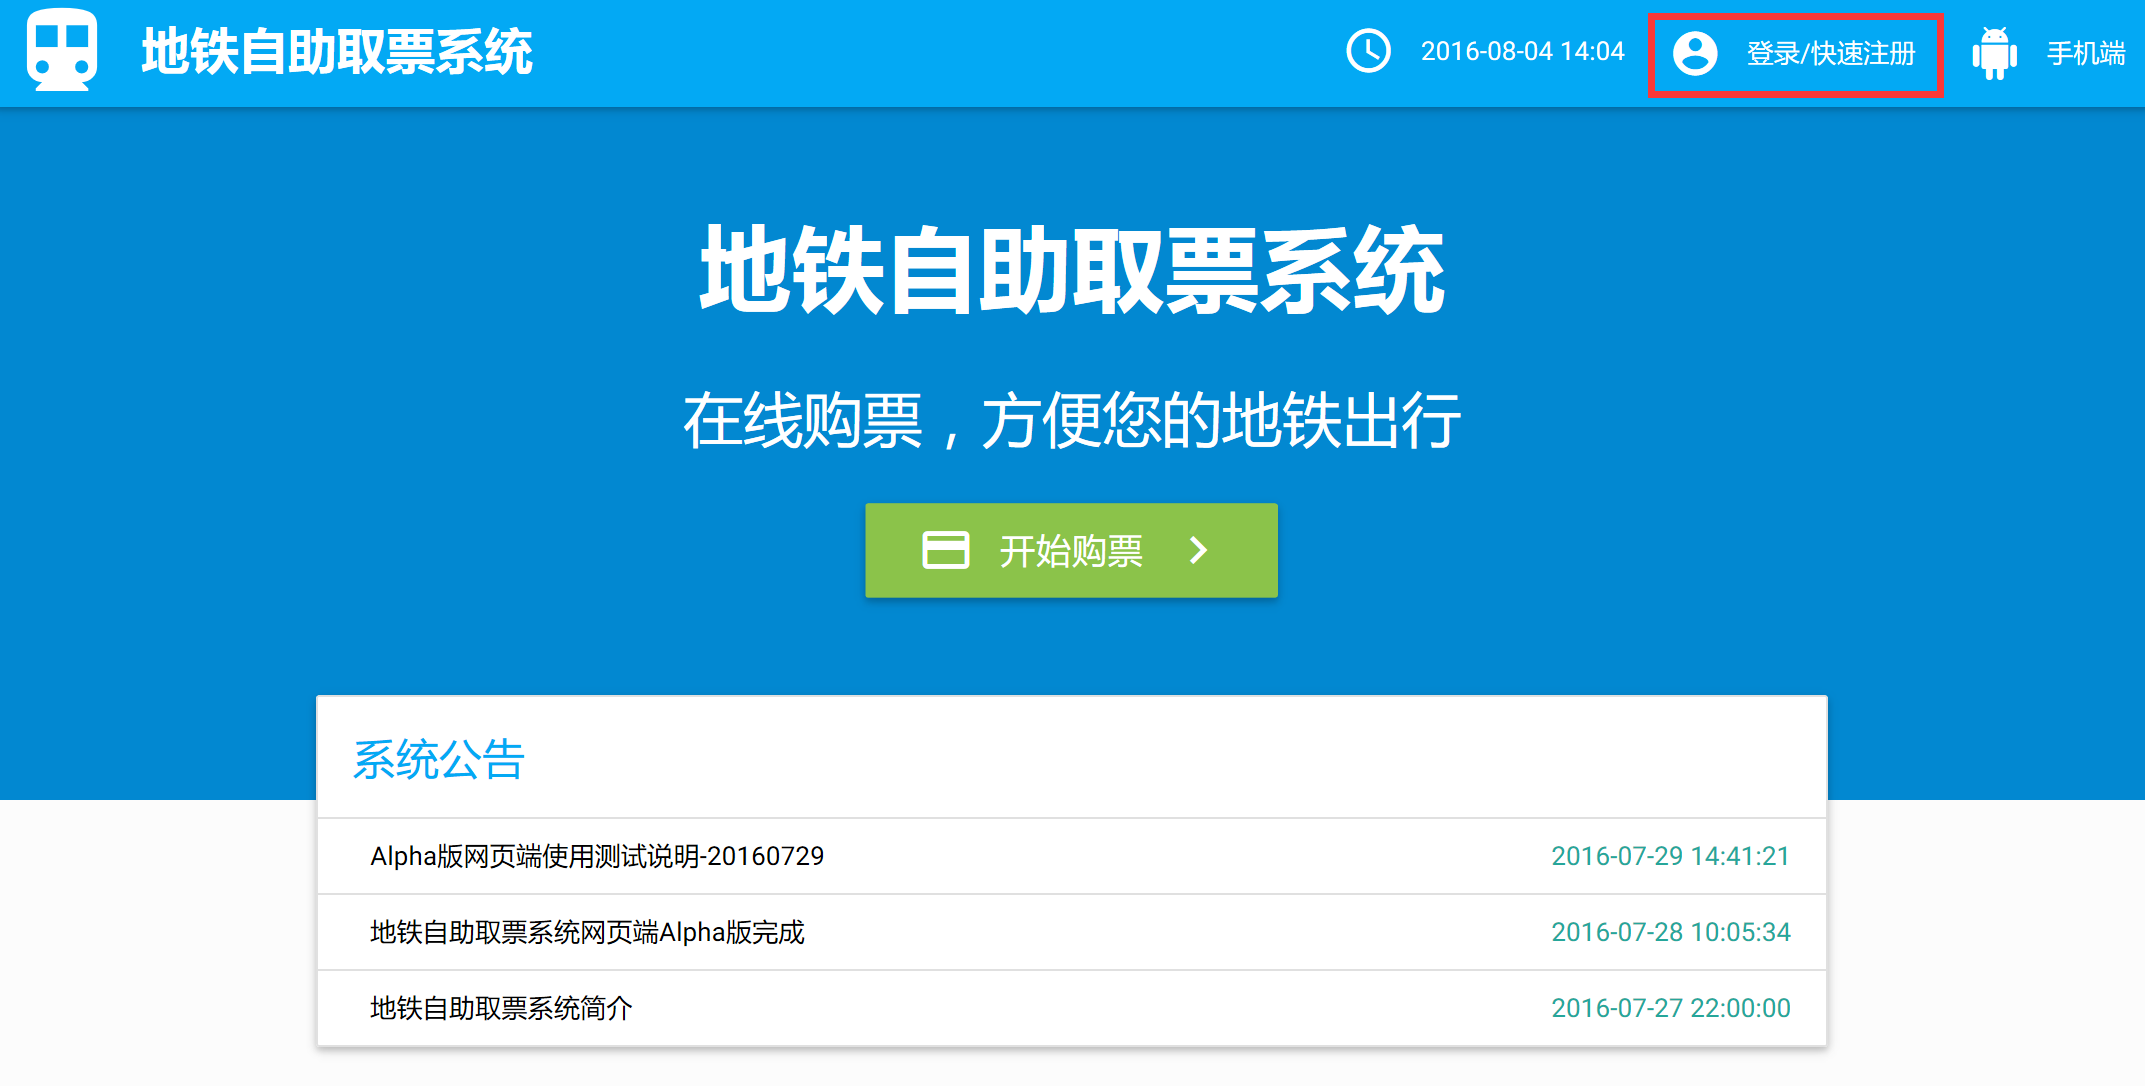 地铁自助取票系统
2016-08-04 14:04
登录/快速注册
手机端
地铁自助取票系统
在线购票，方便您的地铁出行
开始购票
系统公告
Alpha版网页端使用测试说明-20160729 2016-07-29 14:41:21
地铁自助取票系统网页端Alpha版完成 2016-07-28 10:05:34
地铁自助取票系统简介 2016-07-27 22:00:00